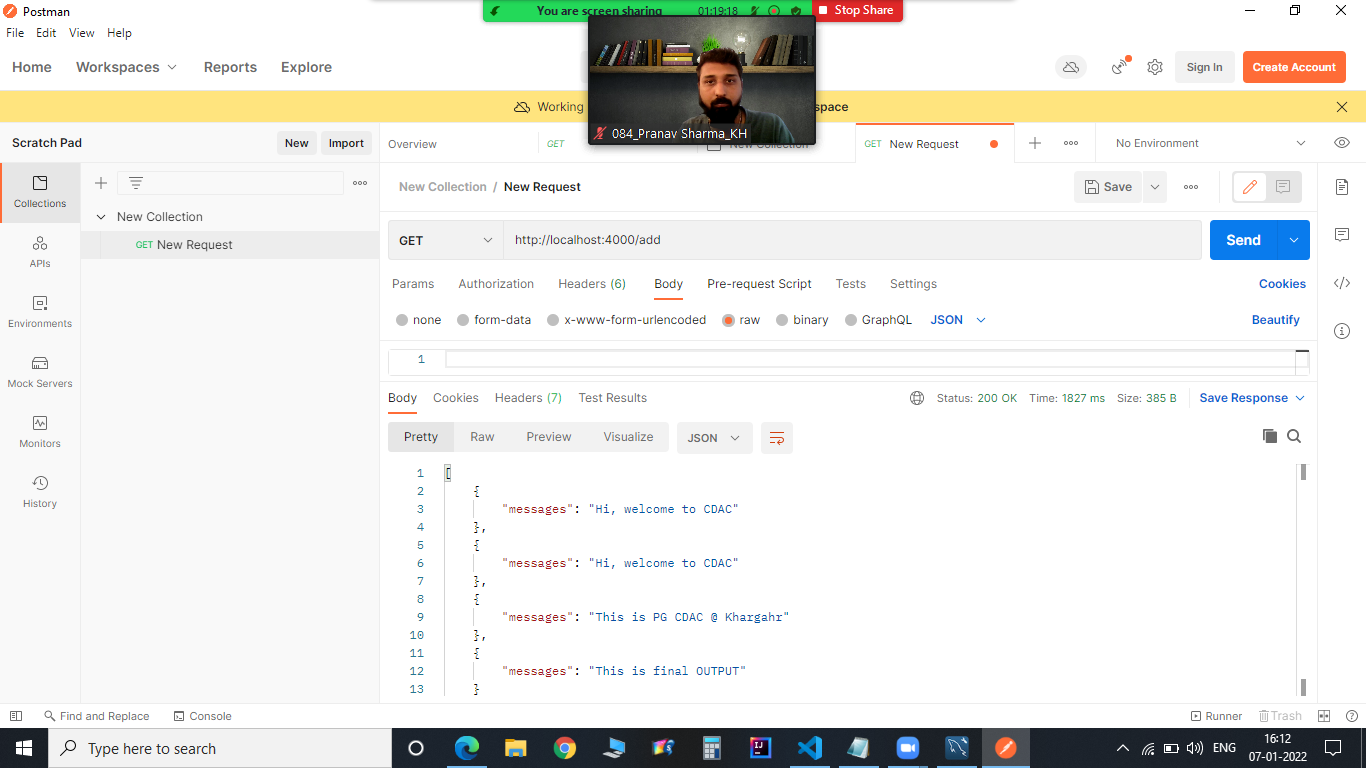 Postman
You are screen sharing 01:19:18 Stop Share
File Edit View Help
Home Workspaces Reports Explore Sign In Create Account
Working space
084_Pranav Sharma_KH
Scratch Pad New Import Overview GET New Collection GET New Request No Environment
Collections
APIs
Environments
Mock Servers
Monitors
History
New Collection
GET New Request
New Collection / New Request Save
GET http://localhost:4000/add Send
Params Authorization Headers (6) Body Pre-request Script Tests Settings Cookies
none form-data x-www-form-urlencoded raw binary GraphQL JSON Beautify
1
Body Cookies Headers (7) Test Results Status: 200 OK Time: 1827 ms Size: 385 B Save Response
Pretty Raw Preview Visualize JSON
1 [
2 {
3 "messages": "Hi, welcome to CDAC"
4 },
5 {
6 "messages": "Hi, welcome to CDAC"
7 },
8 {
9 "messages": "This is PG CDAC @ Khargahr"
10 },
11 {
12 "messages": "This is final OUTPUT"
13 }
Find and Replace Console Runner Trash
Type here to search ENG 16:12
07-01-2022